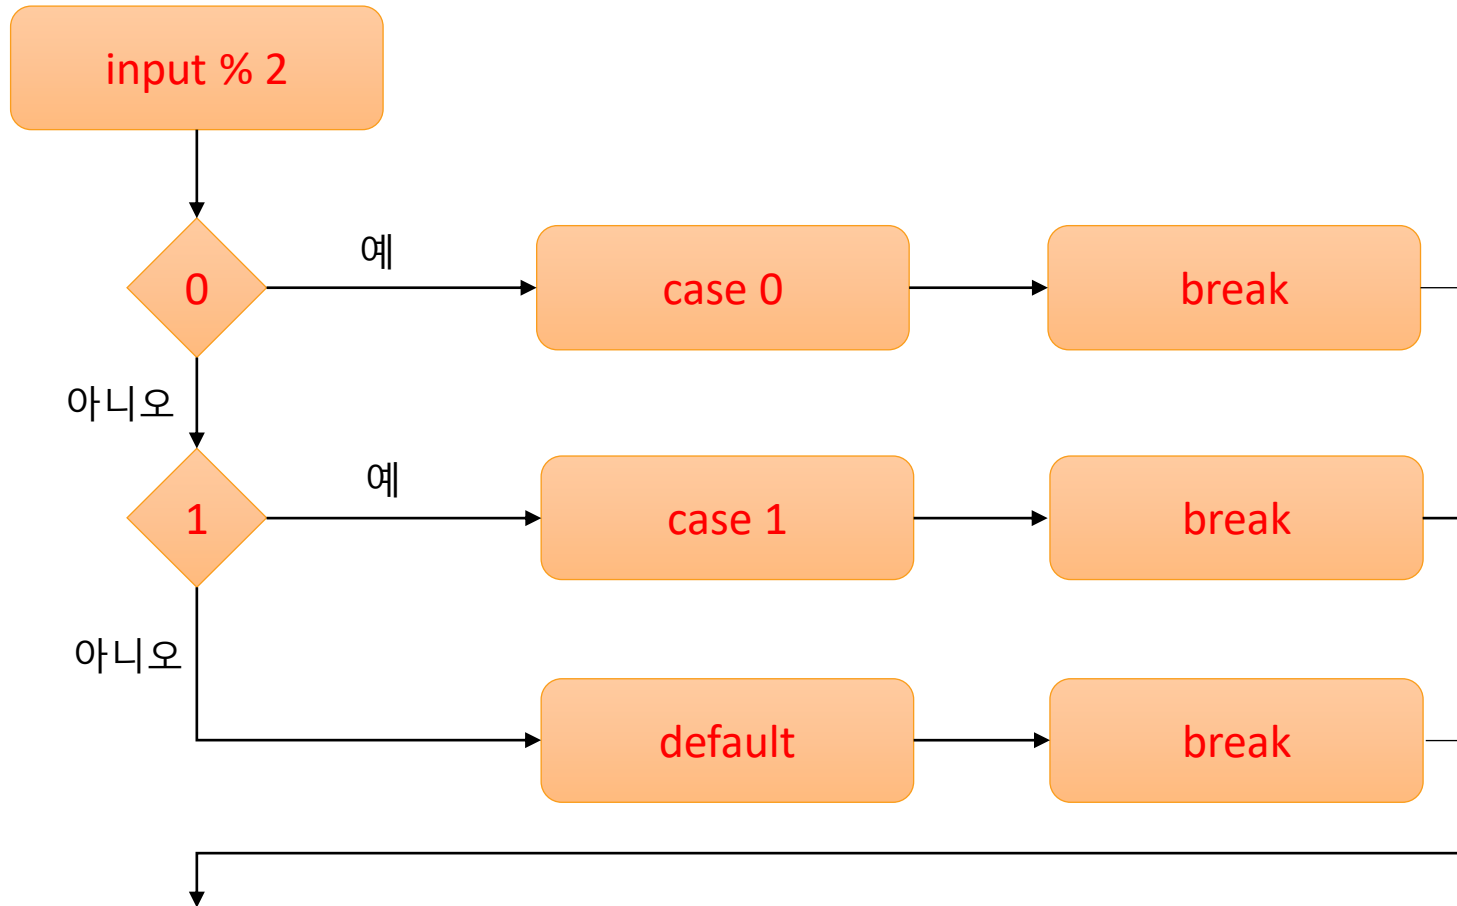 input % 2
예
0
case 0
break
아니오
예
1
case 1
break
아니오
default
break